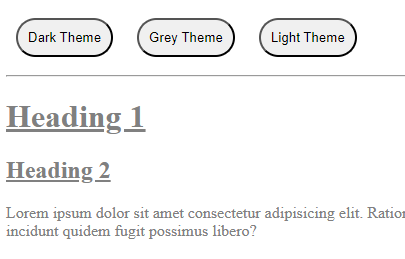 Dark Theme
Grey Theme
Light Theme
Heading 1
Heading 2
Lorem ipsum dolor sit amet consectetur adipisicing elit.
incidunt quidem fugit possimus libero?